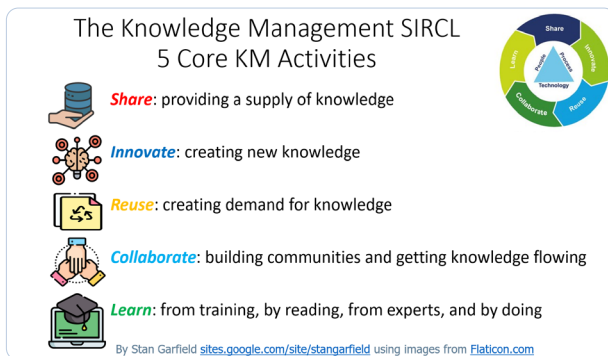 The Knowledge Management SIRCL
5 Core KM Activities
Share
Innovate
Reuse
Collaborate
Learn
People
Process
Technology
Share: providing a supply of knowledge
Innovate: creating new knowledge
Reuse: creating demand for knowledge
Collaborate: building communities and getting knowledge flowing
Learn: from training, by reading, from experts, and by doing
By Stan Garfield sites.google.com/site/stangarfield using images from Flaticon.com